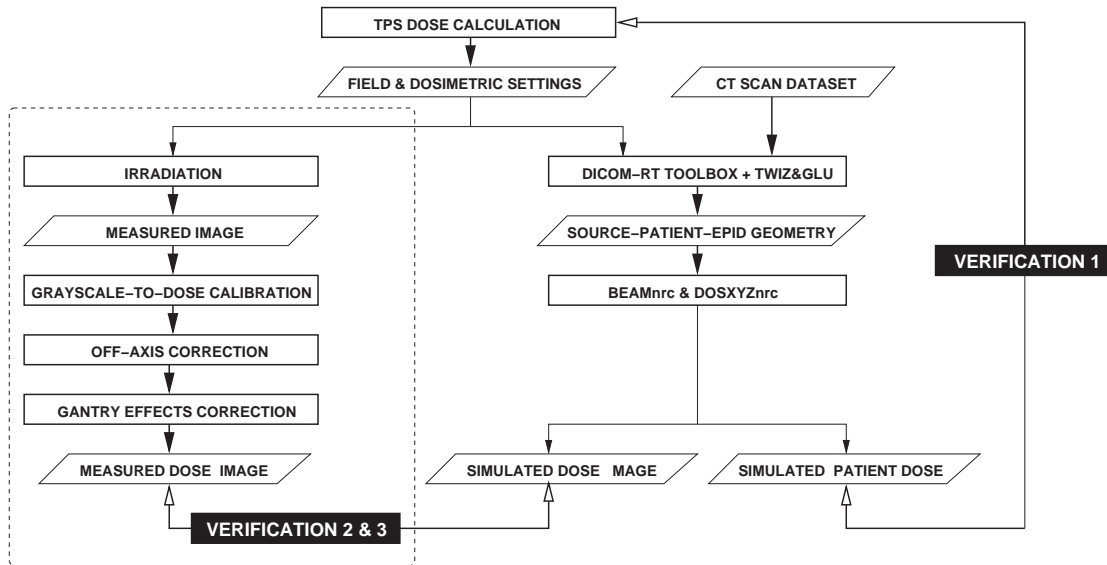 TPS DOSE CALCULATION
FIELD & DOSIMETRIC SETTINGS
CT SCAN DATASET
IRRADIATION
DICOM−RT TOOLBOX + TWIZ&GLU
MEASURED IMAGE
SOURCE−PATIENT−EPID GEOMETRY
VERIFICATION 1
GRAYSCALE−TO−DOSE CALIBRATION
BEAMnrc & DOSXYZnrc
OFF−AXIS CORRECTION
GANTRY EFFECTS CORRECTION
MEASURED DOSE IMAGE
SIMULATED DOSE MAGE
SIMULATED PATIENT DOSE
VERIFICATION 2 & 3